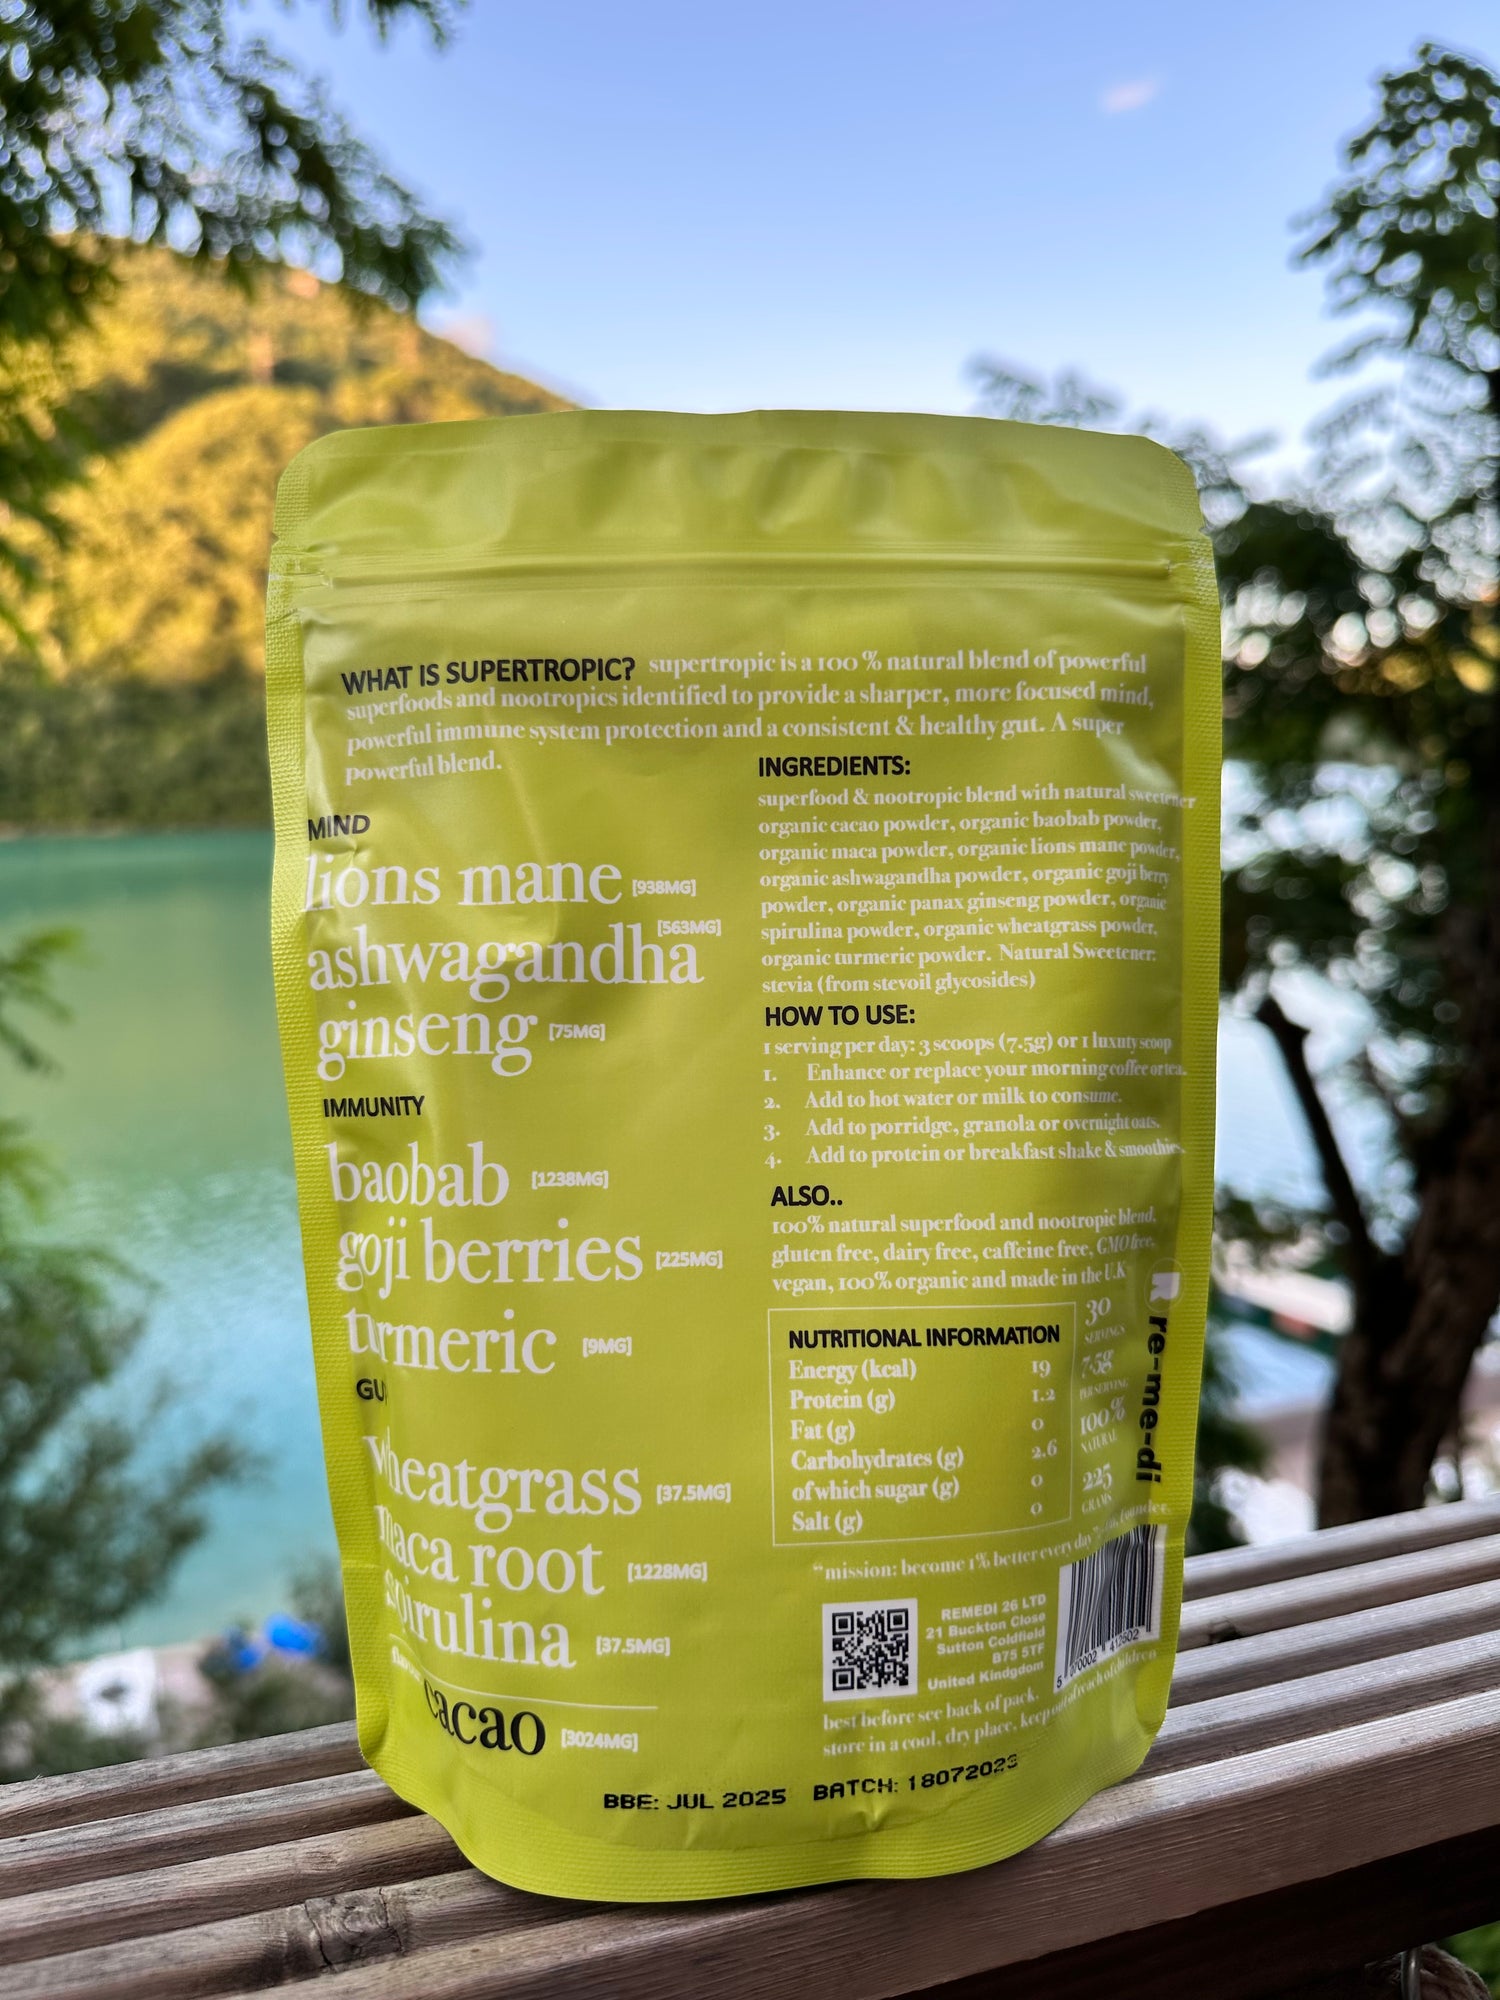 WHAT IS SUPERTROPIC? supertropic is a 100 % natural blend of powerful
superfoods and nootropics identified to provide a sharper, more focused mind,
powerful immune system protection and a consistent & healthy gut. A super
powerful blend.
MIND
lions mane [938MG]
ashwagandha [563MG]
ginseng [75MG]
IMMUNITY
baobab [1238MG]
goji berries [225MG]
turmeric [9MG]
GU
wheatgrass [37.5MG]
maca root [1228MG]
spirulina [37.5MG]
flavour
cacao [3024MG]
INGREDIENTS:
superfood & nootropic blend with natural sweetener
organic cacao powder, organic baobab powder,
organic maca powder, organic lions mane powder,
organic ashwagandha powder, organic goji berry
powder, organic panax ginseng powder, organic
spirulina powder, organic wheatgrass powder,
organic turmeric powder. Natural Sweetener:
stevia (from stevoil glycosides)
HOW TO USE:
1 serving per day: 3 scoops (7.5g) or 1 luxuty scoop
1. Enhance or replace your morning coffee or tea.
2. Add to hot water or milk to consume.
3. Add to porridge, granola or overnight oats.
4. Add to protein or breakfast shake & smoothies.
ALSO..
100% natural superfood and nootropic blend,
gluten free, dairy free, caffeine free, GMO free,
vegan, 100% organic and made in the U.K
NUTRITIONAL INFORMATION
Energy (kcal) 19
Protein (g) 1.2
Fat (g) 0
Carbohydrates (g) 2.6
of which sugar (g) 0
Salt (g) 0
30
SERVINGS
7.5g
PER SERVING
100%
NATURAL
225
GRAMS
R re-me-di
"mission: become 1% better every day" Founder
REMEDI 26 LTD
21 Buckton Close
Sutton Coldfield
B75 5TF
United Kindgdom
best before see back of pack.
store in a cool, dry place, keep out of reach of children
BBE: JUL 2025 BATCH: 18072023